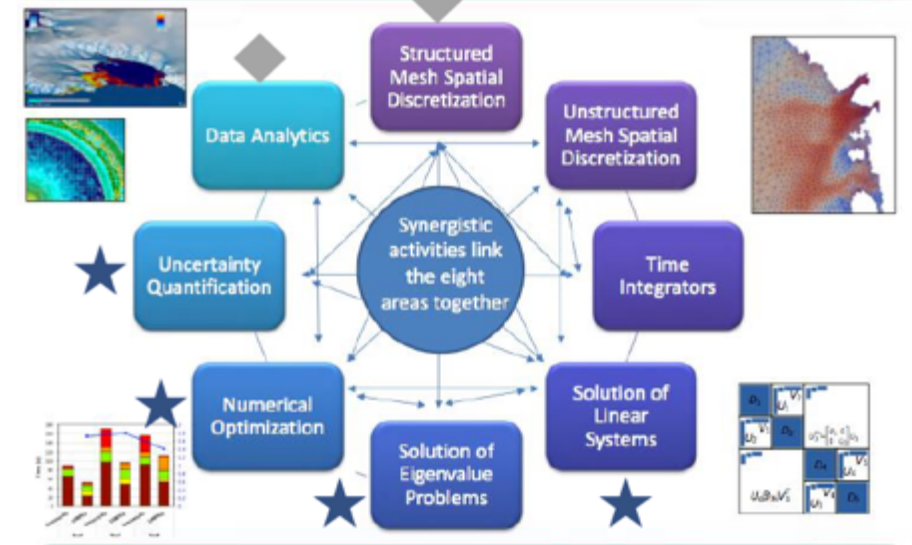 Structured
Mesh Spatial
Discretization
Data Analytics
Unstructured
Mesh Spatial
Discretization
Synergistic
activities link
the eight
areas together
Uncertainty
Quantification
Time
Integrators
Numerical
Optimization
Solution of
Linear
Systems
Solution of
Eigenvalue
Problems